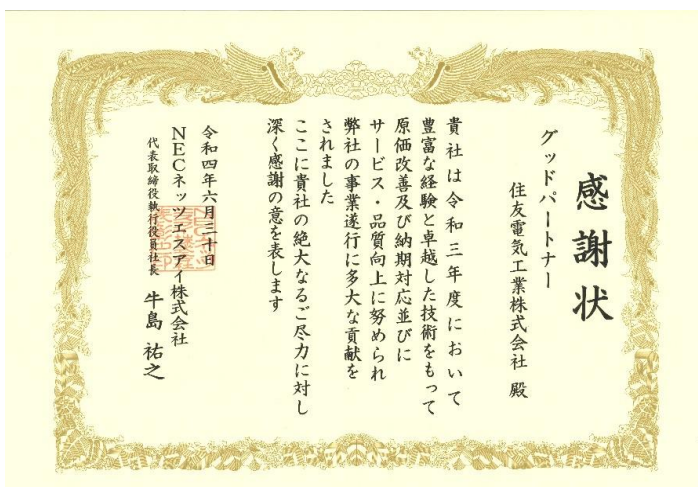 感謝状
グッドパートナー
住友電気工業株式会社 殿
貴社は令和三年度において
豊富な経験と卓越した技術をもって
原価改善及び納期対応並びに
サービス・品質向上に努められ
弊社の事業遂行に多大な貢献を
されました
ここに貴社の絶大なるご尽力に対し
深く感謝の意を表します
令和四年六月三十日
NECネッツエスアイ株式会社
代表取締役執行役員社長 牛島祐之